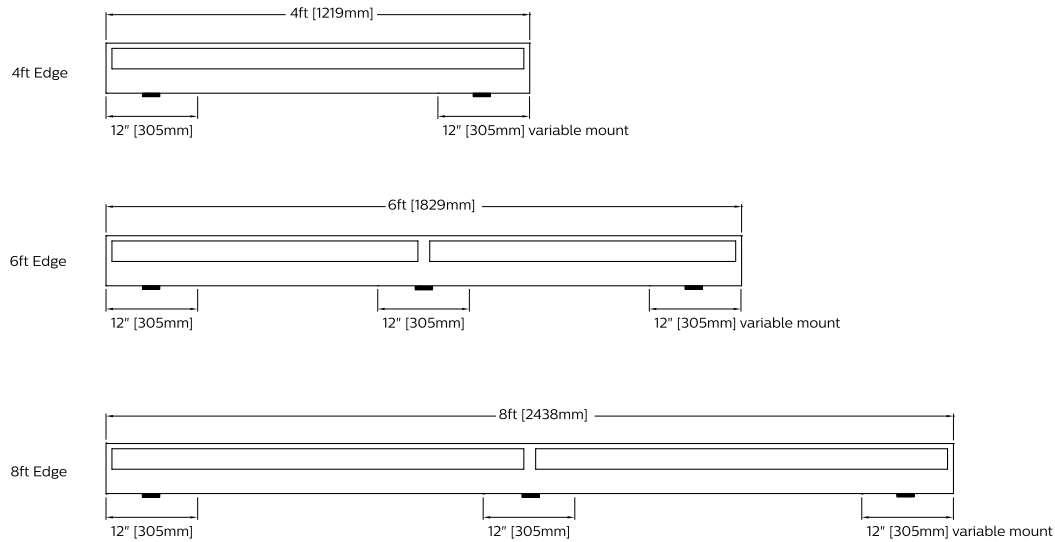 4ft [1219mm]
4ft Edge
12" [305mm]
12" [305mm] variable mount
6ft [1829mm]
6ft Edge
12" [305mm]
12" [305mm]
12" [305mm] variable mount
8ft [2438mm]
8ft Edge
12" [305mm]
12" [305mm]
12" [305mm] variable mount